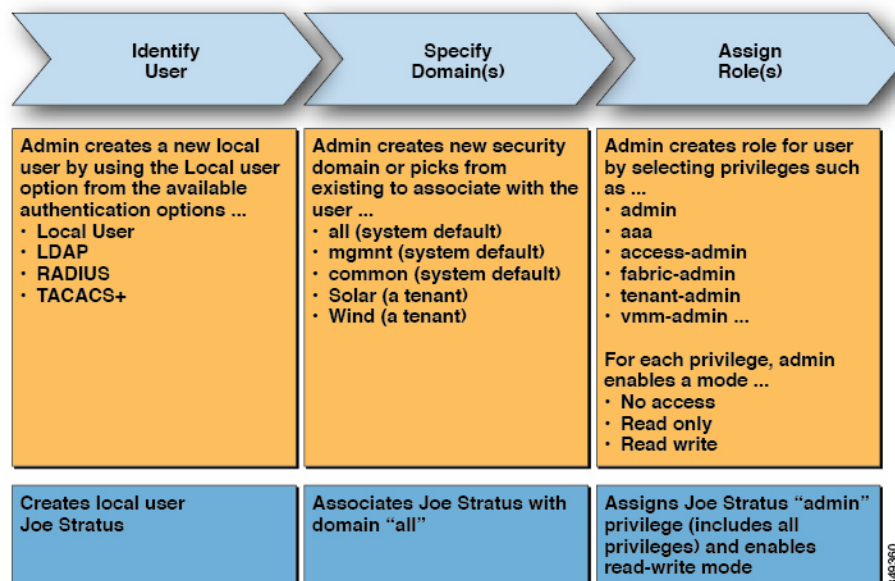 Identify
User
Specify
Domain(s)
Assign
Role(s)
Admin creates a new local
user by using the Local user
option from the available
authentication options ...
• Local User
• LDAP
• RADIUS
• TACACS+
Admin creates new security
domain or picks from
existing to associate with the
user ...
• all (system default)
• mgmnt (system default)
• common (system default)
• Solar (a tenant)
• Wind (a tenant)
Admin creates role for user
by selecting privileges such
as ...
• admin
• aaa
• access-admin
• fabric-admin
• tenant-admin
• vmm-admin ...
For each privilege, admin
enables a mode ...
• No access
• Read only
• Read write
Creates local user
Joe Stratus
Associates Joe Stratus with
domain “all”
Assigns Joe Stratus “admin”
privilege (includes all
privileges) and enables
read-write mode